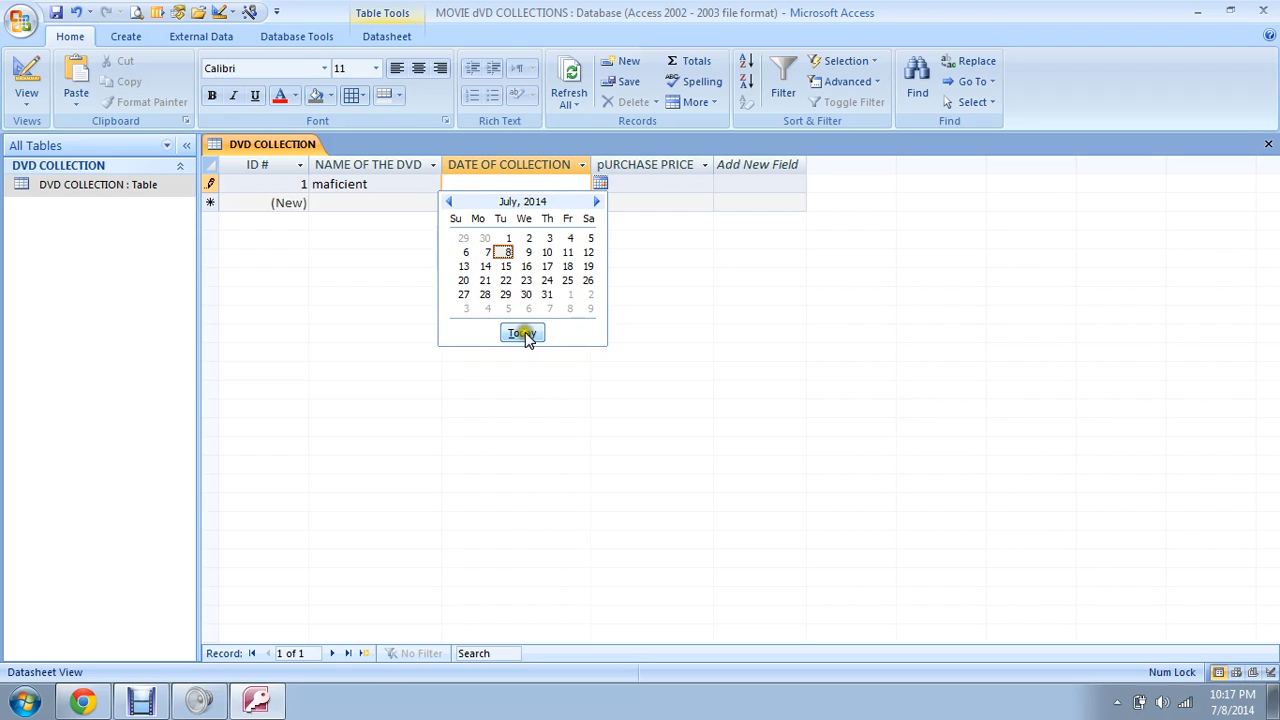 Table Tools
MOVIE dVD COLLECTIONS : Database (Access 2002 - 2003 file format) - Microsoft Access
Home Create External Data Database Tools Datasheet
View
Views
Paste
Cut
Copy
Format Painter
Clipboard
Calibri 11
B I U A
Font
Rich Text
Refresh All
New
Save
Delete
Totals
Spelling
More
Records
Filter
Selection
Advanced
Toggle Filter
Sort & Filter
Find
Replace
Go To
Select
Find
All Tables
DVD COLLECTION
DVD COLLECTION : Table
DVD COLLECTION
ID # NAME OF THE DVD DATE OF COLLECTION pURCHASE PRICE Add New Field
1 maficient
(New)
July, 2014
Su Mo Tu We Th Fr Sa
29 30 1 2 3 4 5
6 7 8 9 10 11 12
13 14 15 16 17 18 19
20 21 22 23 24 25 26
27 28 29 30 31 1 2
3 4 5 6 7 8 9
Today
Record: 1 of 1 No Filter Search
Datasheet View
Num Lock
10:17 PM
7/8/2014